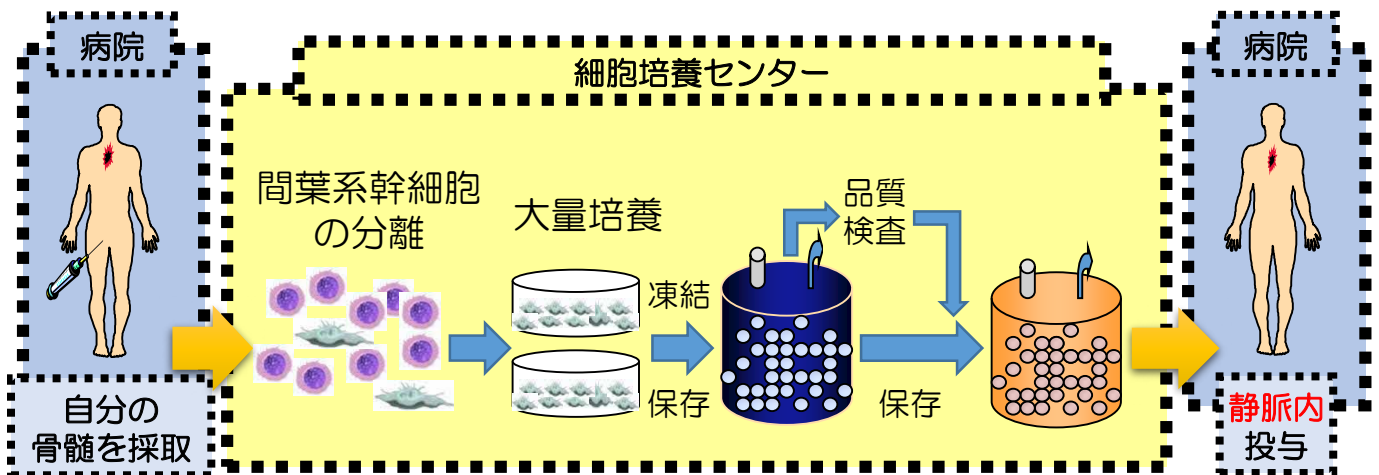 病院
自分の
骨髄を採取
細胞培養センター
間葉系幹細胞
の分離
大量培養
凍結
保存
品質
検査
保存
病院
静脈内
投与